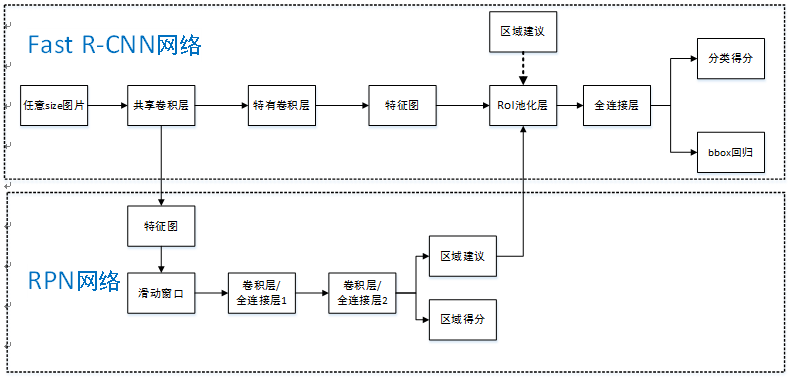 Fast R-CNN网络
区域建议
分类得分
任意size图片
共享卷积层
特有卷积层
特征图
RoI池化层
全连接层
bbox回归
特征图
RPN网络
滑动窗口
卷积层/
全连接层1
卷积层/
全连接层2
区域建议
区域得分